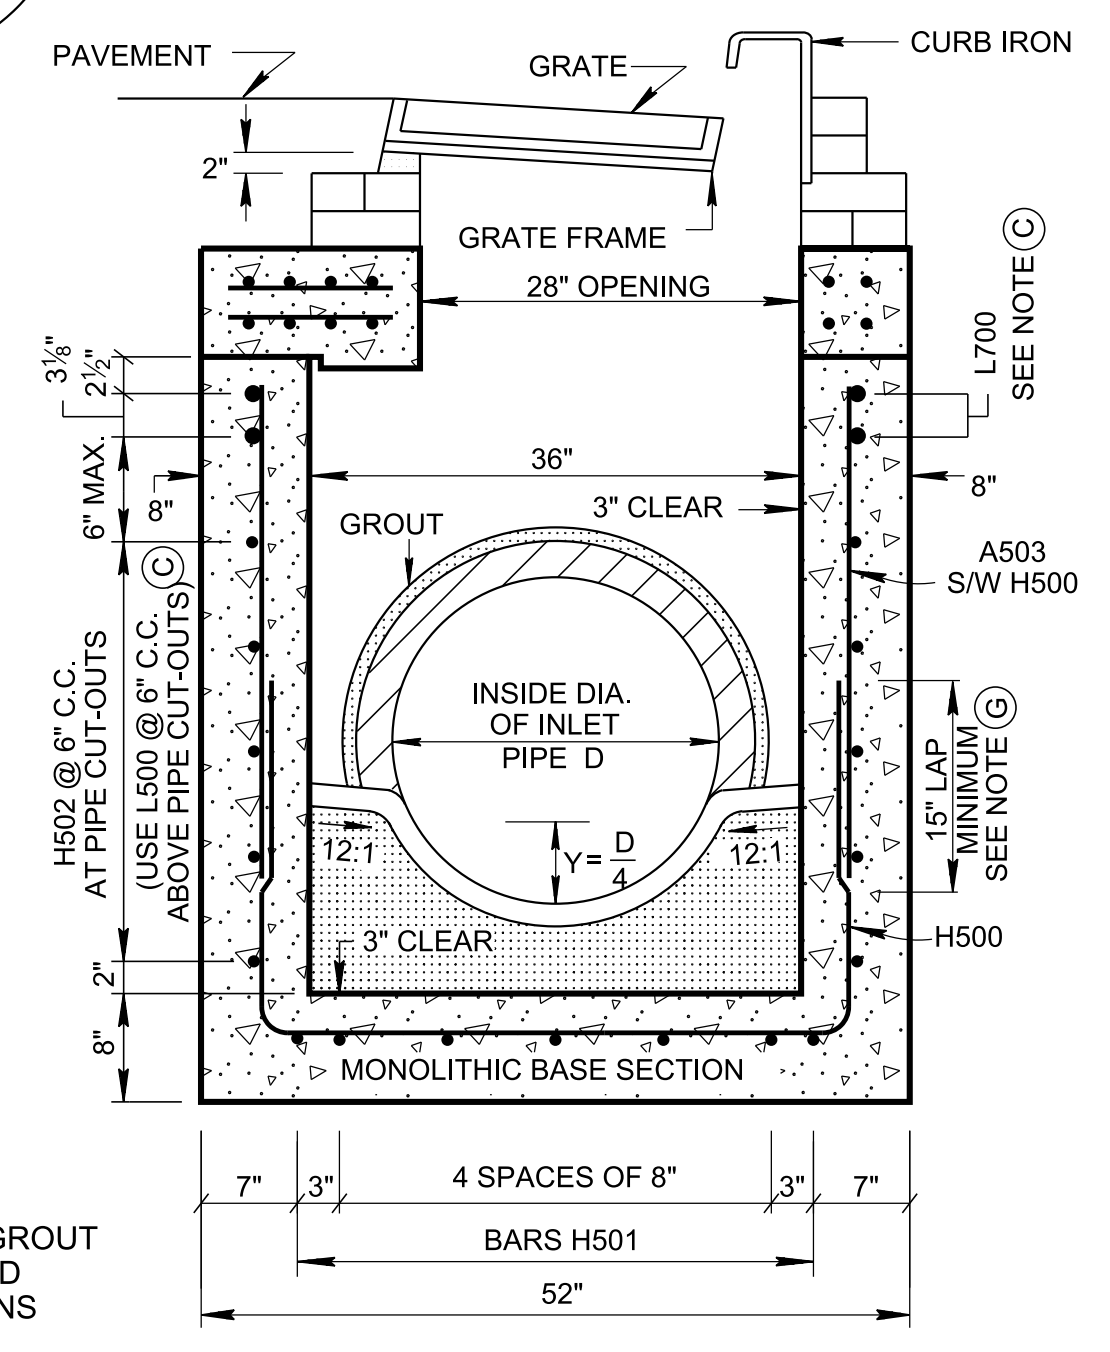 PAVEMENT
GRATE
CURB IRON
2"
GRATE FRAME
28" OPENING
3⅛"
2½"
L700
SEE NOTE C
6" MAX.
8"
36"
8"
3" CLEAR
GROUT
A503
S/W H500
H502 @ 6" C.C.
AT PIPE CUT-OUTS
(USE L500 @ 6" C.C. C
ABOVE PIPE CUT-OUTS)
INSIDE DIA.
OF INLET
PIPE D
15" LAP
MINIMUM
SEE NOTE G
12:1
Y= D/4
12:1
3" CLEAR
H500
2"
8"
MONOLITHIC BASE SECTION
7"
3"
4 SPACES OF 8"
3"
7"
BARS H501
52"
GROUT
D
NS